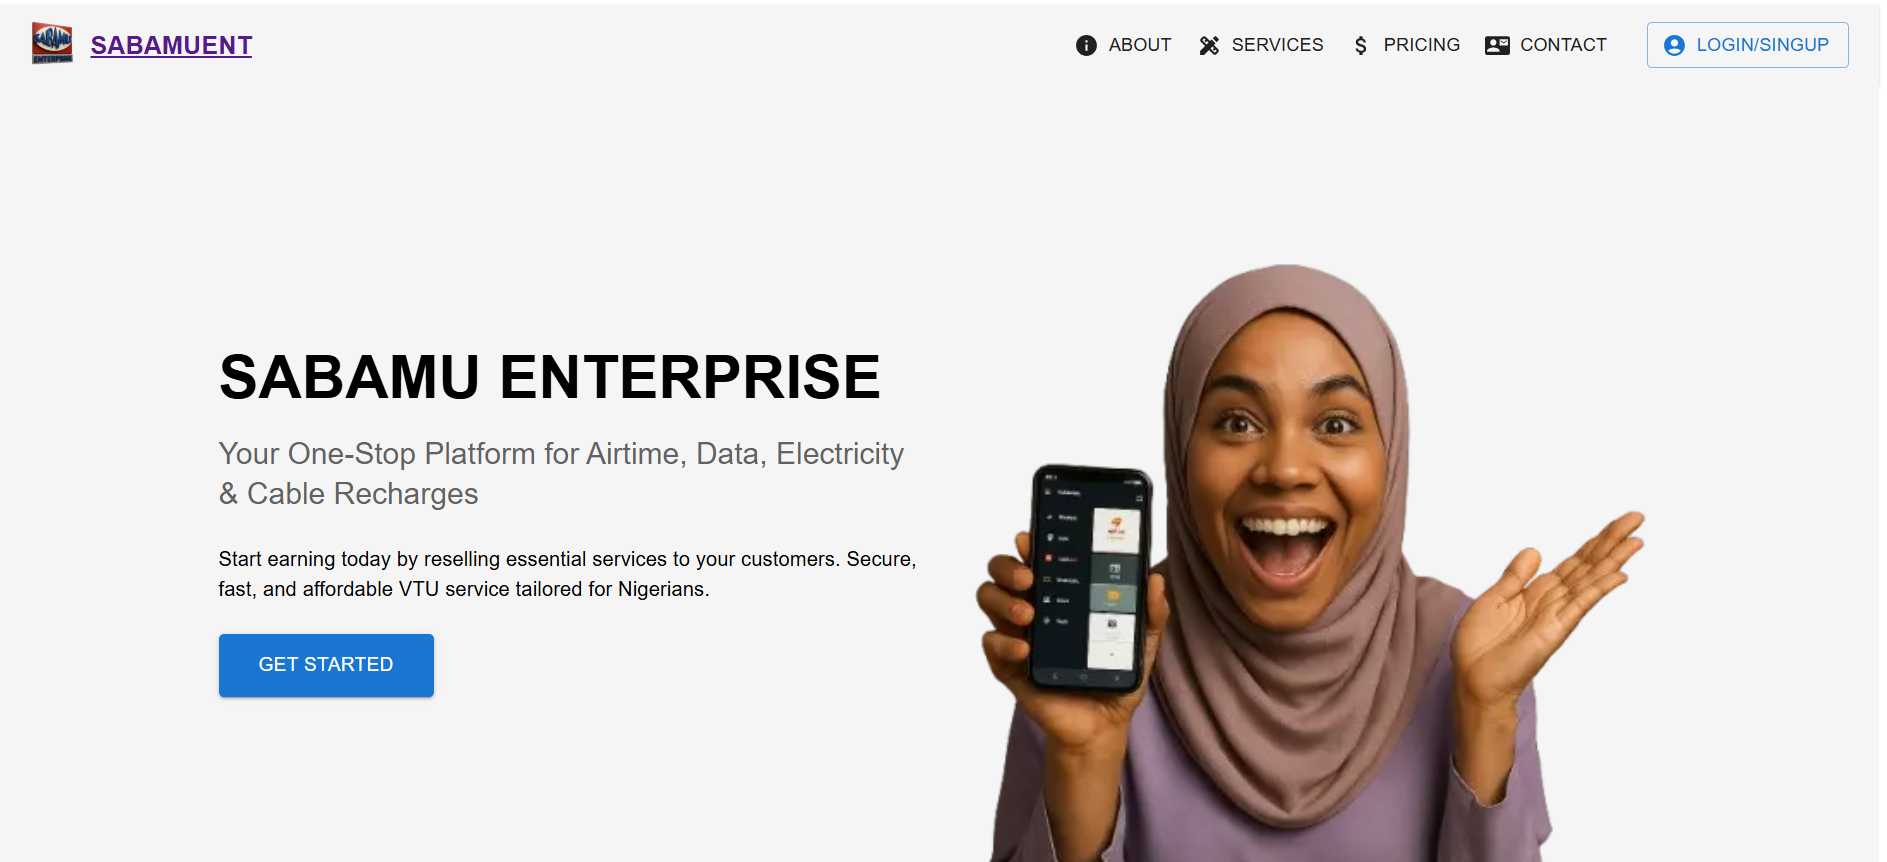 SABAMU
ENTERPRISE
SABAMUENT
ABOUT
SERVICES
PRICING
CONTACT
LOGIN/SINGUP
SABAMU ENTERPRISE
Your One-Stop Platform for Airtime, Data, Electricity
& Cable Recharges
Start earning today by reselling essential services to your customers. Secure,
fast, and affordable VTU service tailored for Nigerians.
GET STARTED